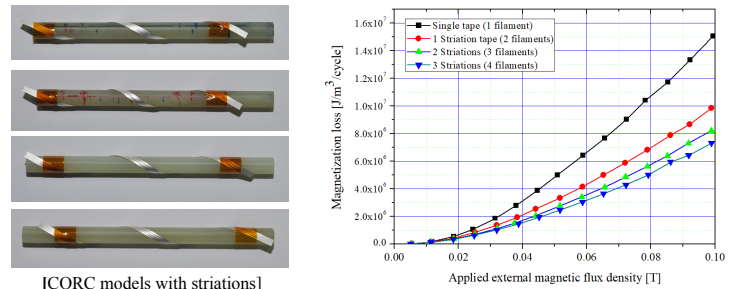 [CORC models with striations]
Single tape (1 filament)
1 Striation tape (2 filaments)
2 Striations (3 filaments)
3 Striations (4 filaments)
Magnetization loss [J/m³/cycle]
1.6x10⁷
1.4x10⁷
1.2x10⁷
1.0x10⁷
8.0x10⁶
6.0x10⁶
4.0x10⁶
2.0x10⁶
0.0
0.00 0.02 0.04 0.06 0.08 0.10
Applied external magnetic flux density [T]